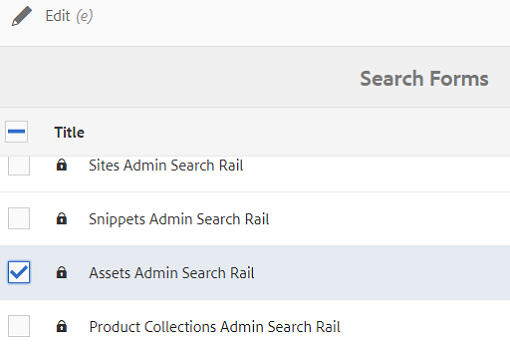 Edit (e)
Search Forms
Title
Sites Admin Search Rail
Snippets Admin Search Rail
Assets Admin Search Rail
Product Collections Admin Search Rail